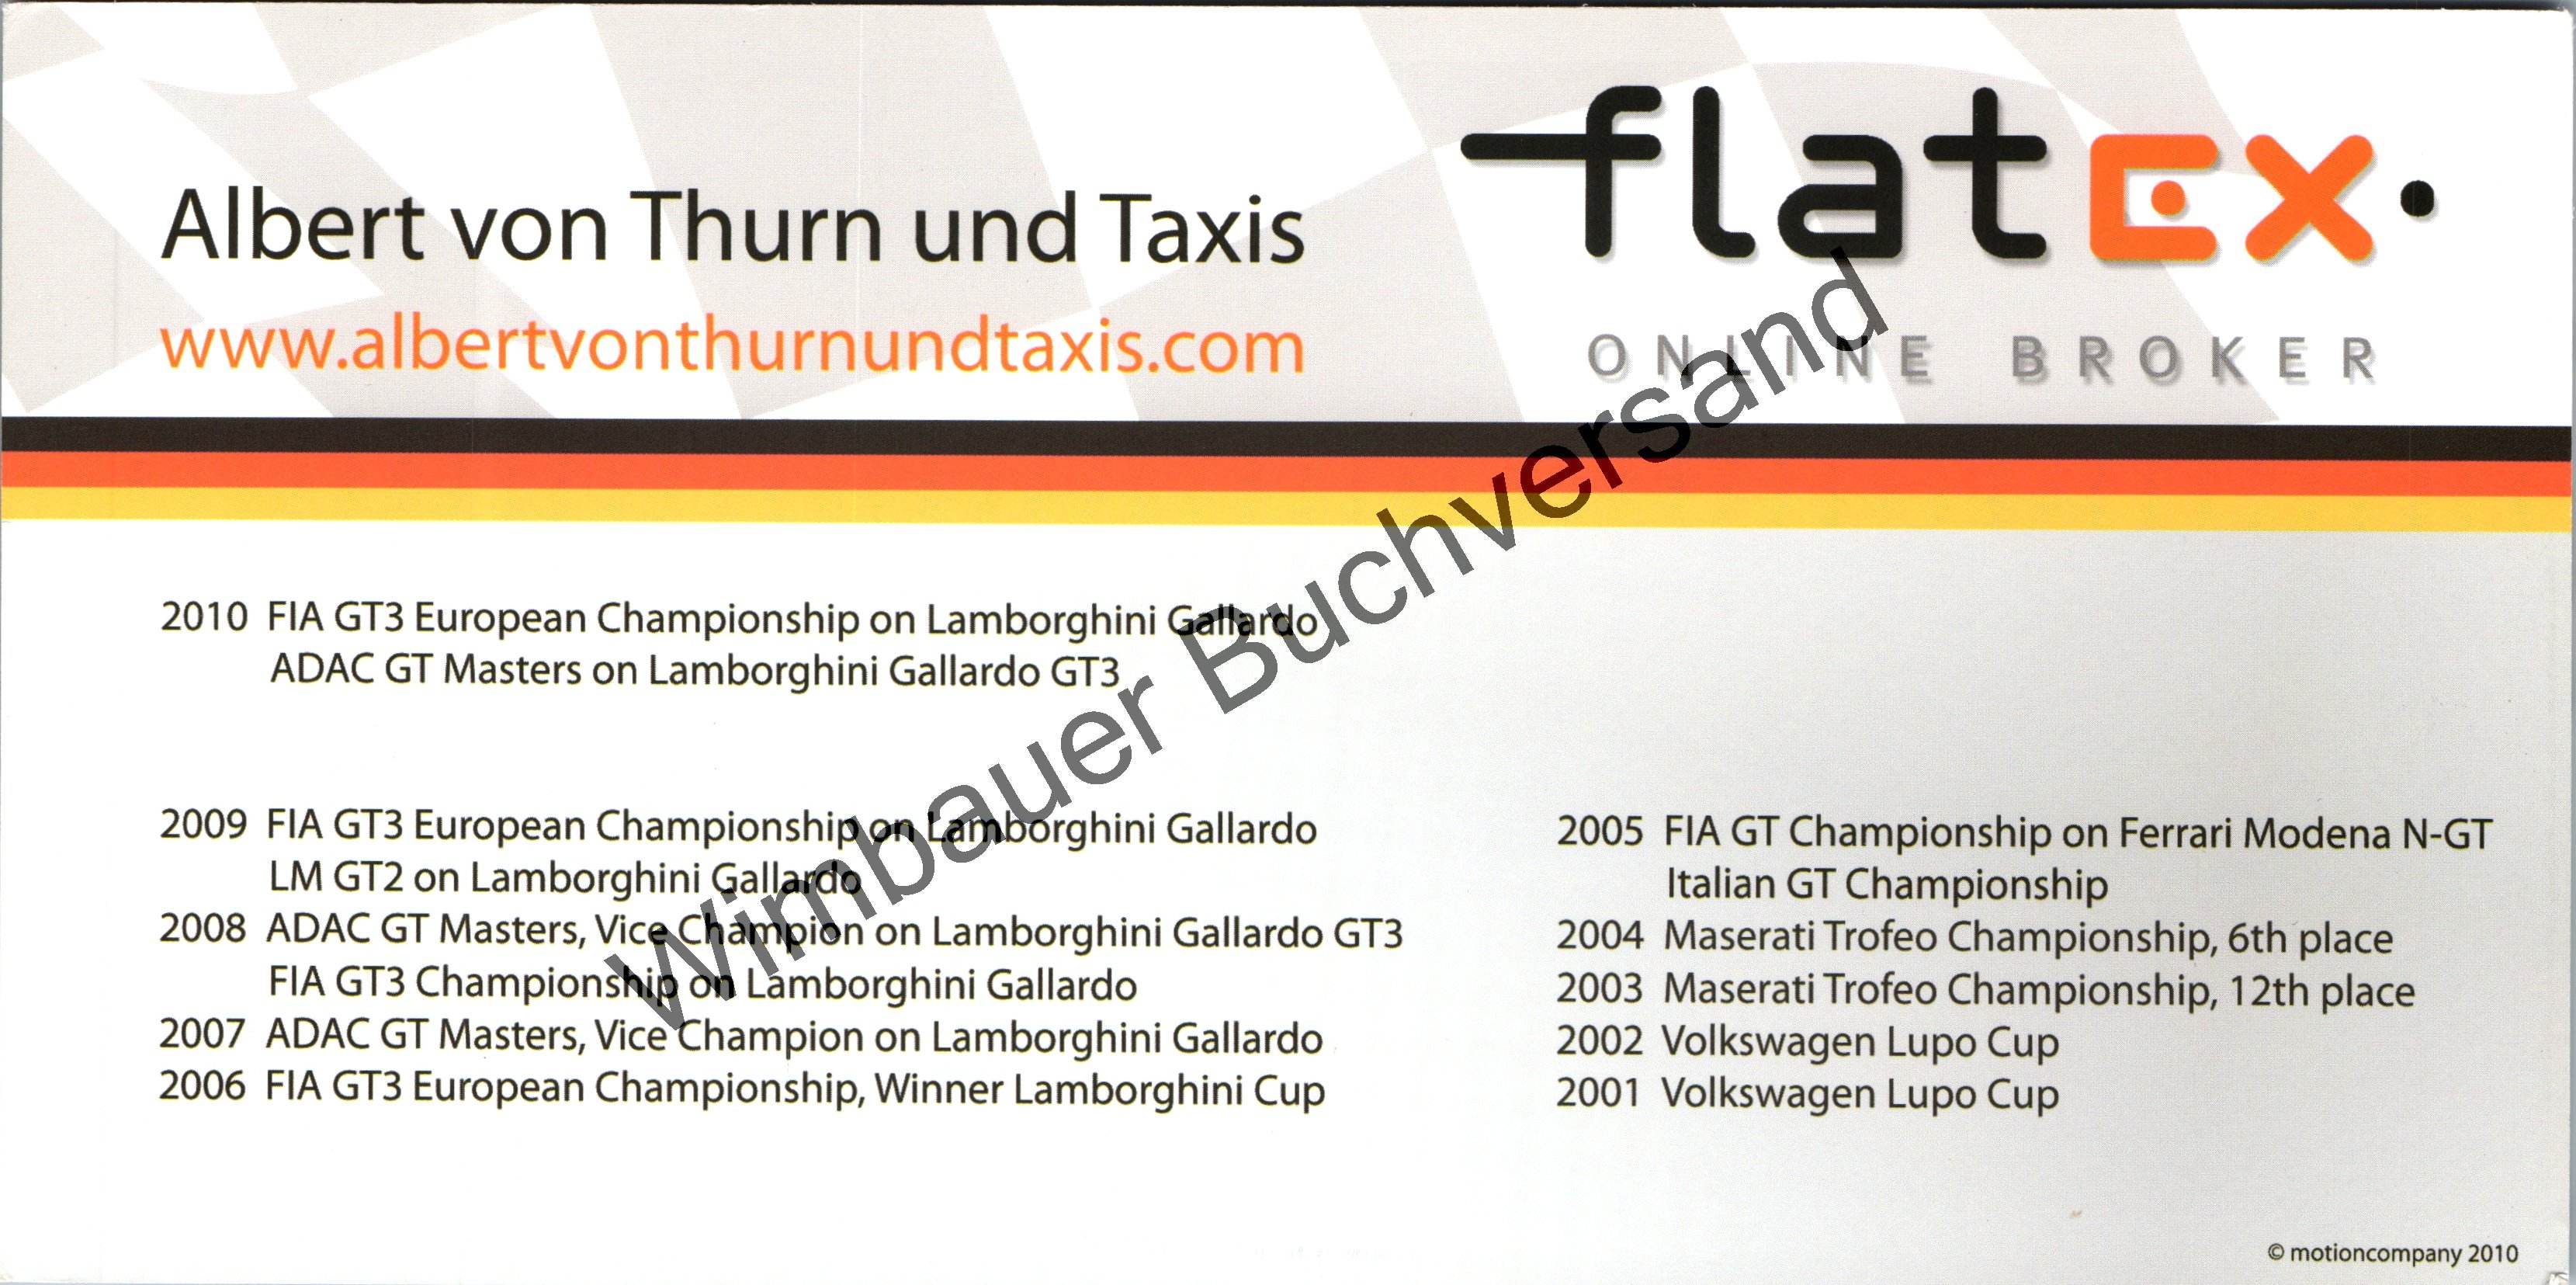 Albert von Thurn und Taxis
www.albertvonthurnundtaxis.com
flatex
ONLINE BROKER
2010 FIA GT3 European Championship on Lamborghini Gallardo
ADAC GT Masters on Lamborghini Gallardo GT3
2009 FIA GT3 European Championship on Lamborghini Gallardo
LM GT2 on Lamborghini Gallardo
2008 ADAC GT Masters, Vice Champion on Lamborghini Gallardo GT3
FIA GT3 Championship on Lamborghini Gallardo
2007 ADAC GT Masters, Vice Champion on Lamborghini Gallardo
2006 FIA GT3 European Championship, Winner Lamborghini Cup
2005 FIA GT Championship on Ferrari Modena N-GT
Italian GT Championship
2004 Maserati Trofeo Championship, 6th place
2003 Maserati Trofeo Championship, 12th place
2002 Volkswagen Lupo Cup
2001 Volkswagen Lupo Cup
© motioncompany 2010
Wimbauer Buchversand